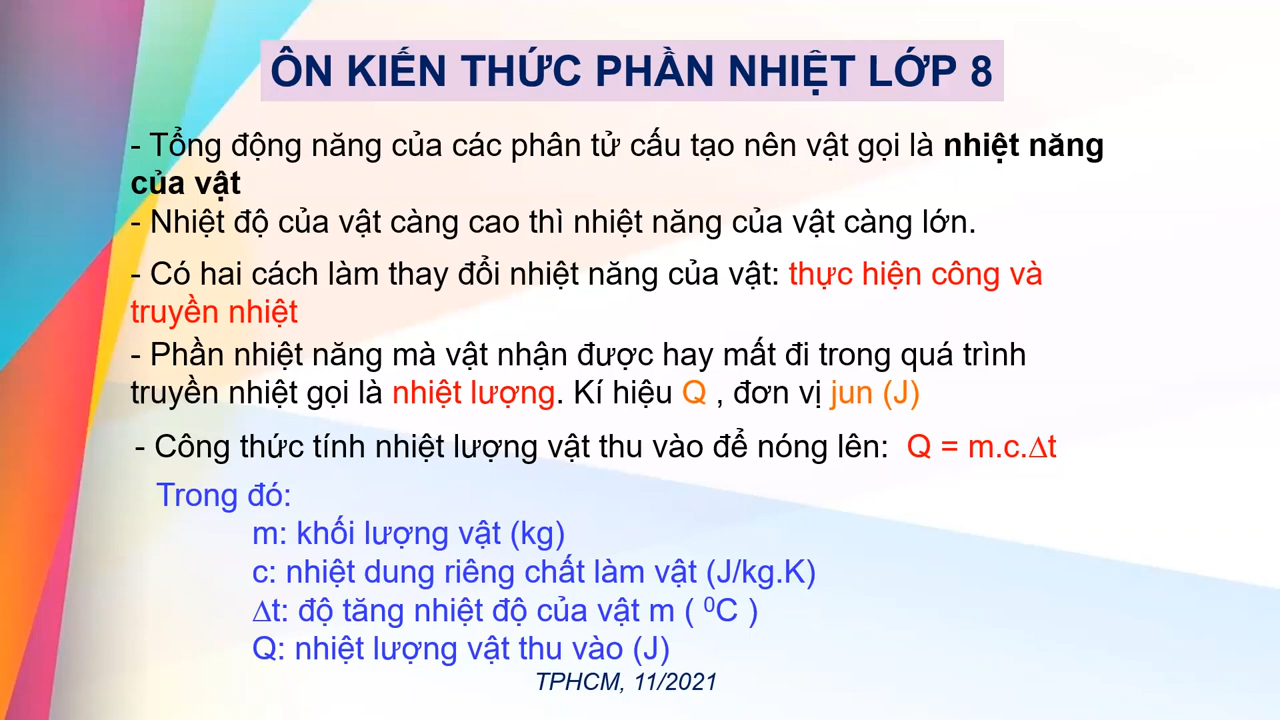 ÔN KIẾN THỨC PHẦN NHIỆT LỚP 8
- Tổng động năng của các phân tử cấu tạo nên vật gọi là nhiệt năng
của vật
- Nhiệt độ của vật càng cao thì nhiệt năng của vật càng lớn.
- Có hai cách làm thay đổi nhiệt năng của vật: thực hiện công và
truyền nhiệt
- Phần nhiệt năng mà vật nhận được hay mất đi trong quá trình
truyền nhiệt gọi là nhiệt lượng. Kí hiệu Q , đơn vị jun (J)
- Công thức tính nhiệt lượng vật thu vào để nóng lên: Q = m.c.∆t
Trong đó:
m: khối lượng vật (kg)
c: nhiệt dung riêng chất làm vật (J/kg.K)
∆t: độ tăng nhiệt độ của vật m ( ⁰C )
Q: nhiệt lượng vật thu vào (J)
TPHCM, 11/2021